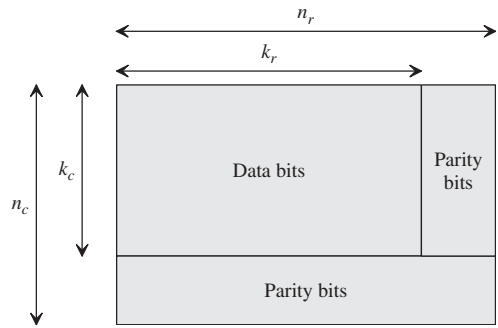 n_r
k_r
k_c
n_c
Data bits
Parity
bits
Parity bits